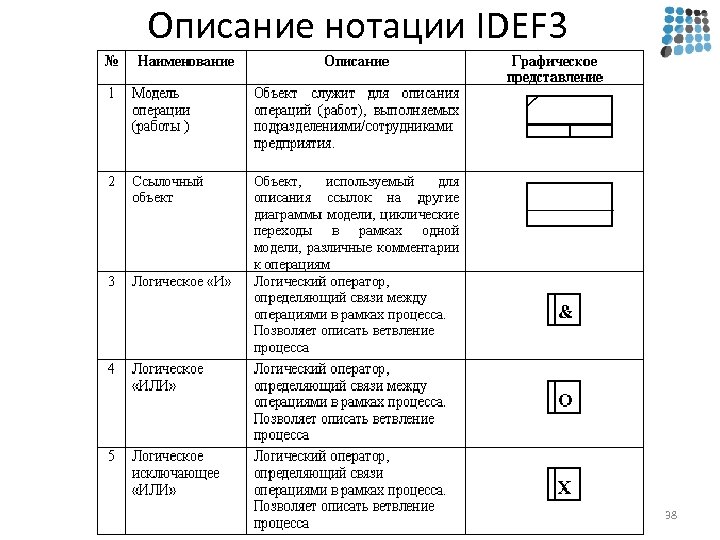 Описание нотации IDEF3
№ Наименование Описание Графическое представление
1 Модель операции (работы ) Объект служит для описания
операций (работ), выполняемых
подразделениями/сотрудниками
предприятия.
2 Ссылочный объект Объект, используемый для
описания ссылок на другие
диаграммы модели, циклические
переходы в рамках одной
модели, различные комментарии
к операциям
3 Логическое «И» Логический оператор,
определяющий связи между
операциями в рамках процесса.
Позволяет описать ветвление
процесса
&
4 Логическое «ИЛИ» Логический оператор,
определяющий связи между
операциями в рамках процесса.
Позволяет описать ветвление
процесса
O
5 Логическое исключающее «ИЛИ» Логический оператор,
определяющий связи
операциями в рамках процесса.
Позволяет описать ветвление
процесса
X
38